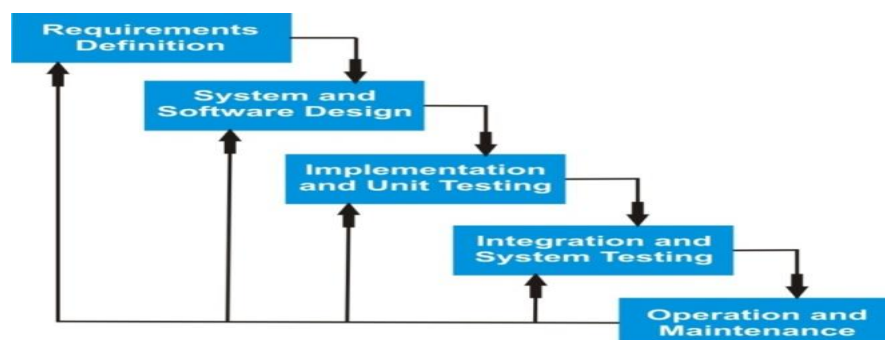 Requirements
Definition
System and
Software Design
Implementation
and Unit Testing
Integration and
System Testing
Operation and
Maintenance